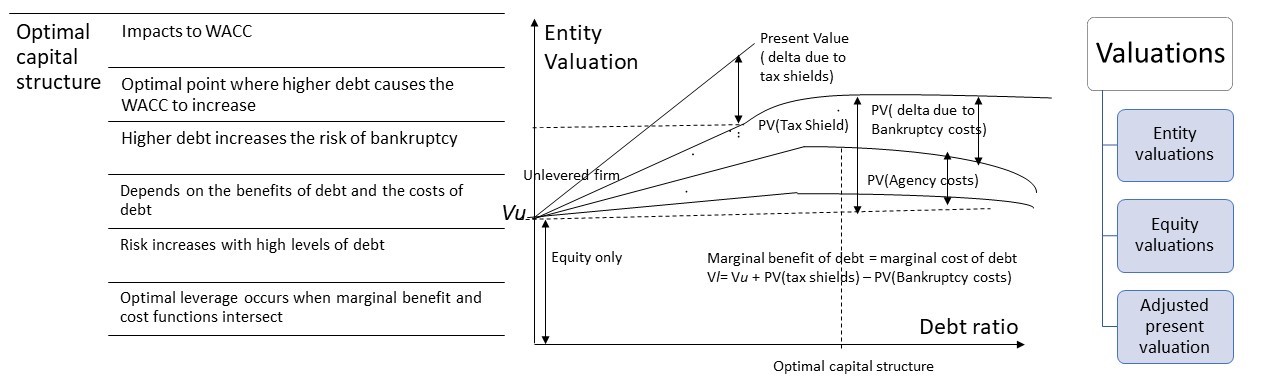 Optimal
capital
structure
Impacts to WACC
Optimal point where higher debt causes the
WACC to increase
Higher debt increases the risk of bankruptcy
Depends on the benefits of debt and the costs of
debt
Risk increases with high levels of debt
Optimal leverage occurs when marginal benefit and
cost functions intersect
Entity
Valuation
Present Value
( delta due to
tax shields)
PV(Tax Shield)
PV( delta due to
Bankruptcy costs)
Unlevered firm
PV(Agency costs)
Vu
Equity only
Marginal benefit of debt = marginal cost of debt
Vl= Vu + PV(tax shields) – PV(Bankruptcy costs)
Debt ratio
Optimal capital structure
Valuations
Entity
valuations
Equity
valuations
Adjusted
present
valuation